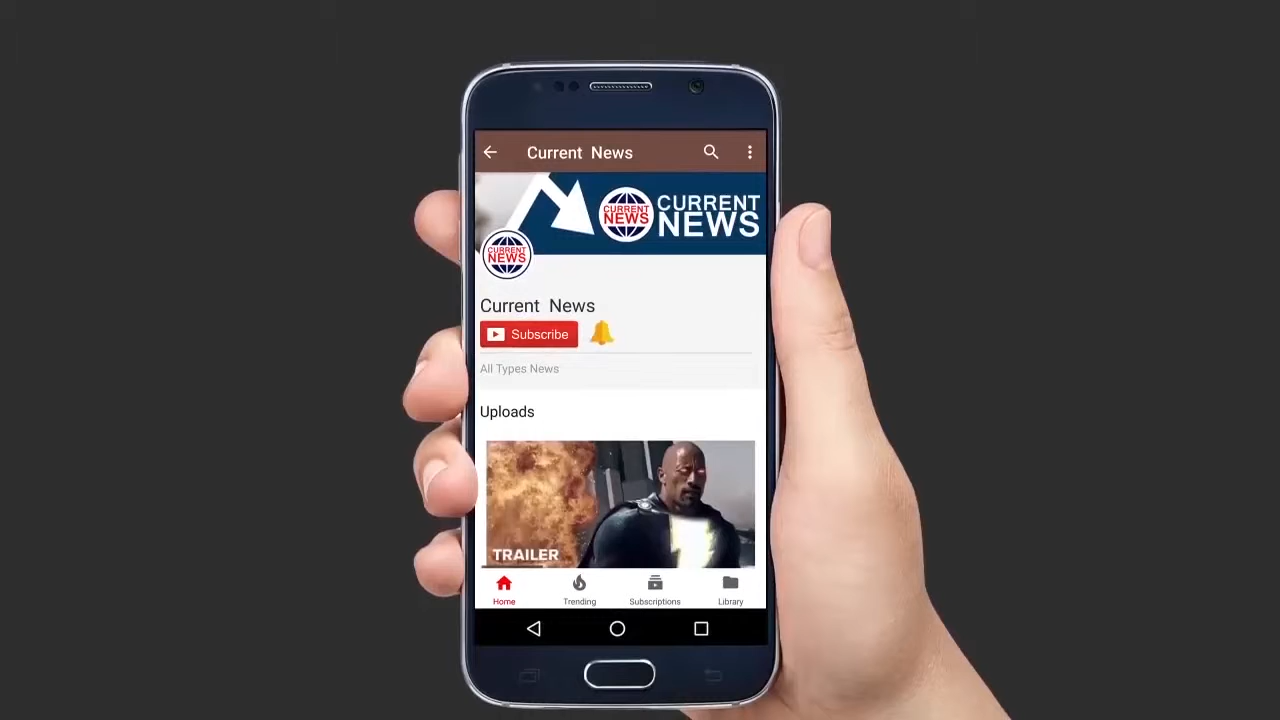 Current News
CURRENT
NEWS
CURRENT
NEWS
CURRENT
NEWS
Current News
Subscribe
All Types News
Uploads
TRAILER
Home
Trending
Subscriptions
Library